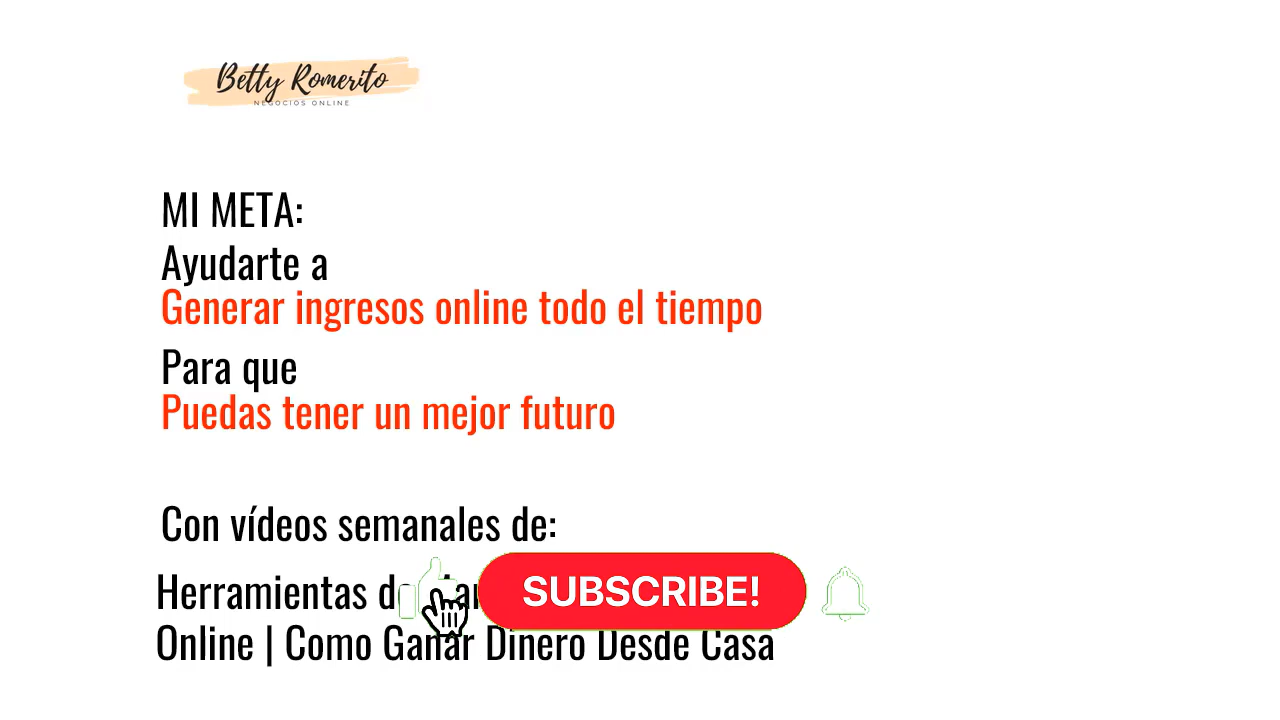 Betty Romerito
NEGOCIOS ONLINE
MI META:
Ayudarte a
Generar ingresos online todo el tiempo
Para que
Puedas tener un mejor futuro
Con vídeos semanales de:
Herramientas
SUBSCRIBE!
Online | Como Ganar Dinero Desde Casa